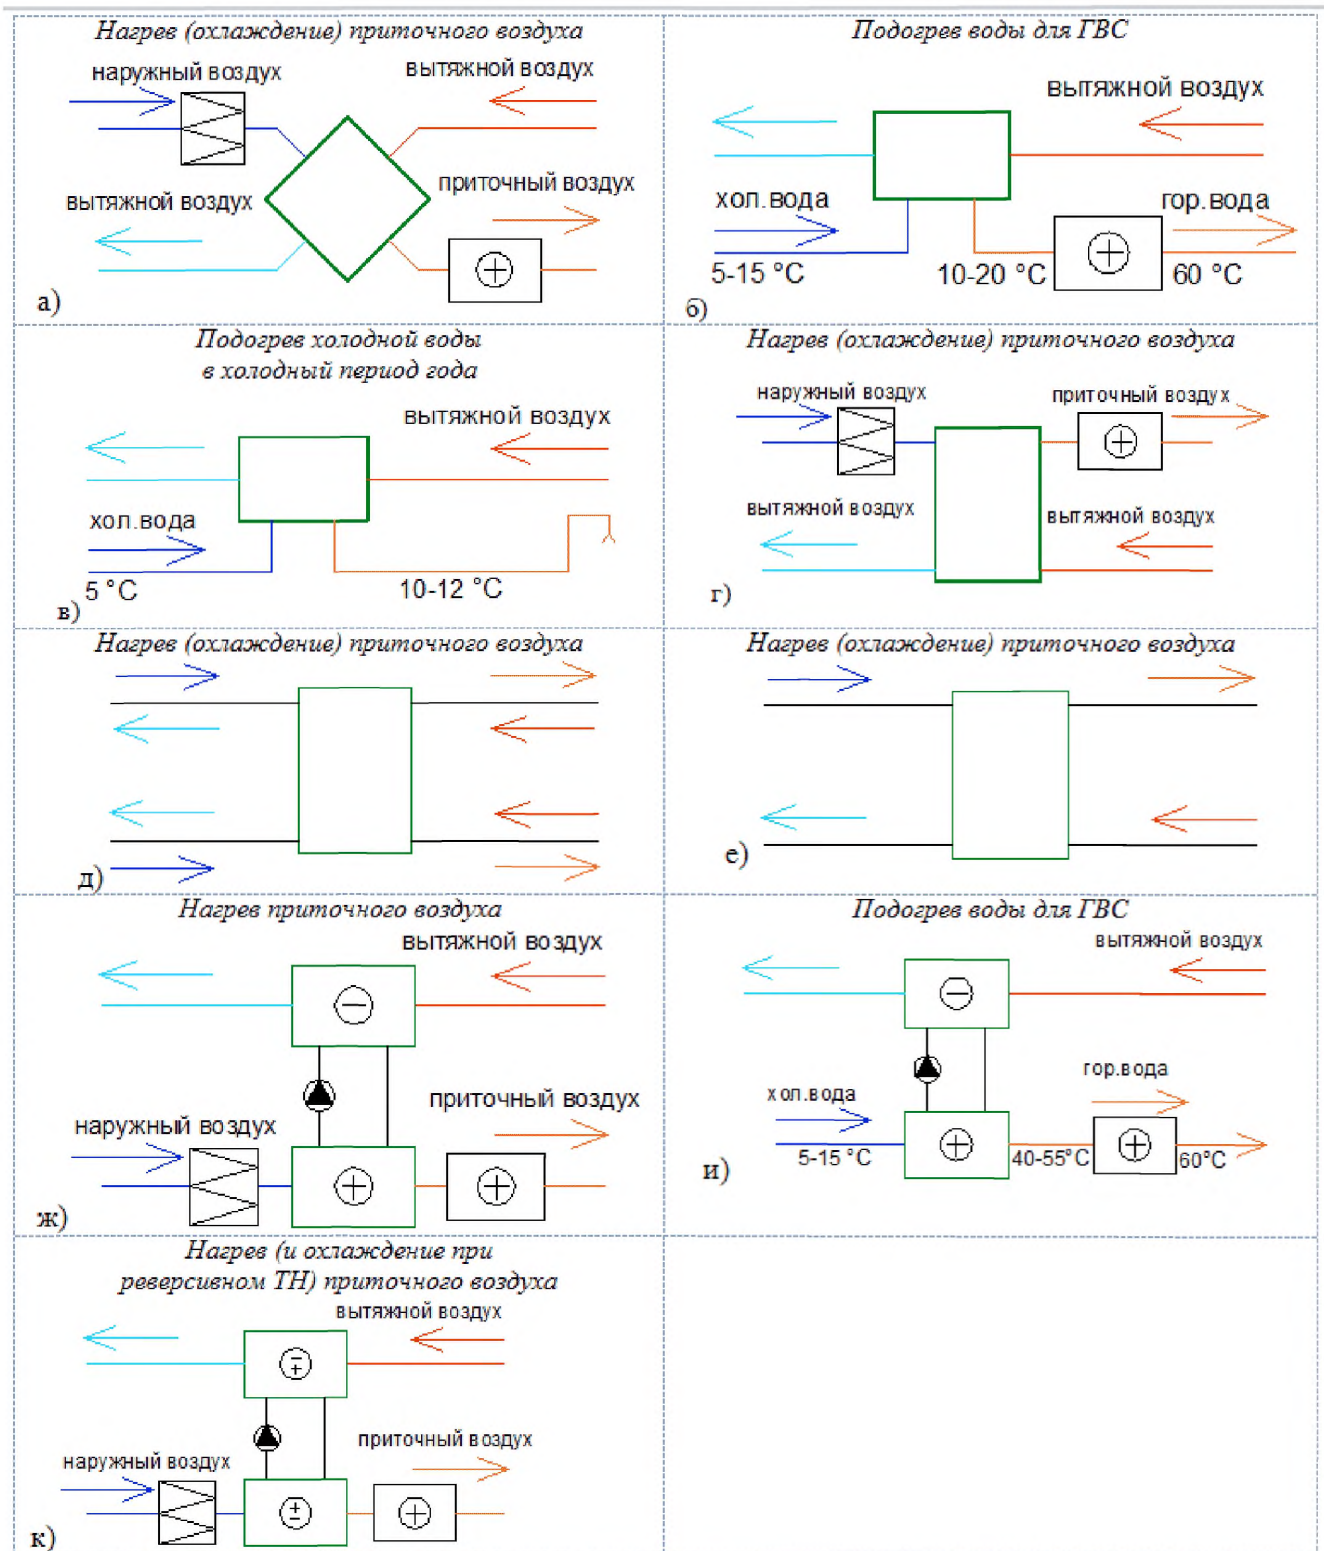 Нагрев (охлаждение) приточного воздуха
наружный воздух
вытяжной воздух
приточный воздух
вытяжной воздух
а)
Подогрев воды для ГВС
вытяжной воздух
хол.вода
гор.вода
5-15 °C
10-20 °C
60 °C
б)
Подогрев холодной воды
в холодный период года
вытяжной воздух
хол.вода
5 °C
10-12 °C
в)
Нагрев (охлаждение) приточного воздуха
наружный воздух
приточный воздух
вытяжной воздух
вытяжной воздух
г)
Нагрев (охлаждение) приточного воздуха
д)
Нагрев (охлаждение) приточного воздуха
е)
Нагрев приточного воздуха
вытяжной воздух
приточный воздух
наружный воздух
ж)
Подогрев воды для ГВС
вытяжной воздух
гор.вода
хол.вода
5-15 °C
40-55°C
60°C
и)
Нагрев (и охлаждение при
реверсивном ТН) приточного воздуха
вытяжной воздух
приточный воздух
наружный воздух
к)